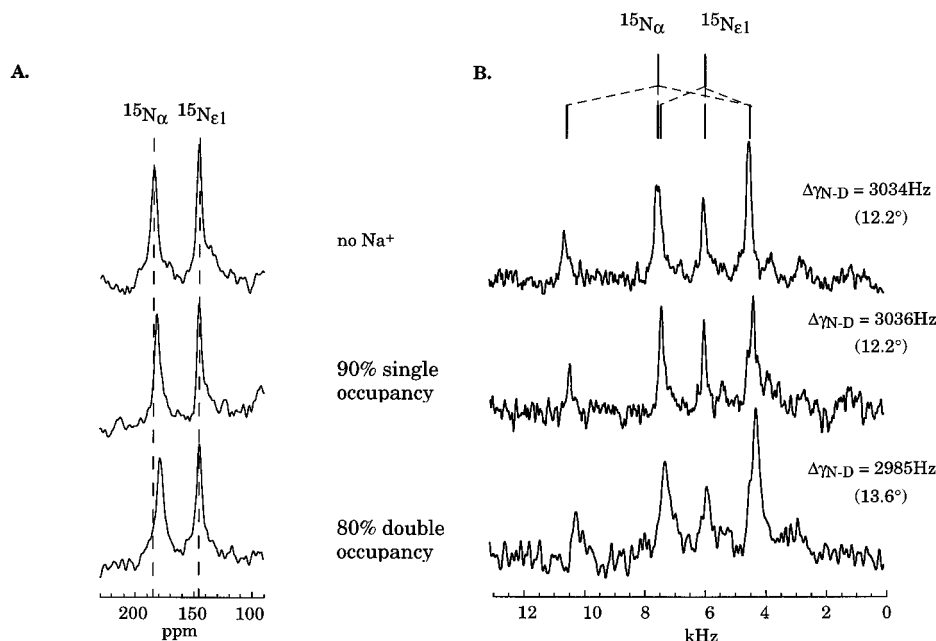 A.
¹⁵Nα ¹⁵Nε1
no Na⁺
90% single
occupancy
80% double
occupancy
200 150 100
ppm
B.
¹⁵Nα ¹⁵Nε1
ΔγN-D = 3034Hz
(12.2°)
ΔγN-D = 3036Hz
(12.2°)
ΔγN-D = 2985Hz
(13.6°)
12 10 8 6 4 2 0
kHz